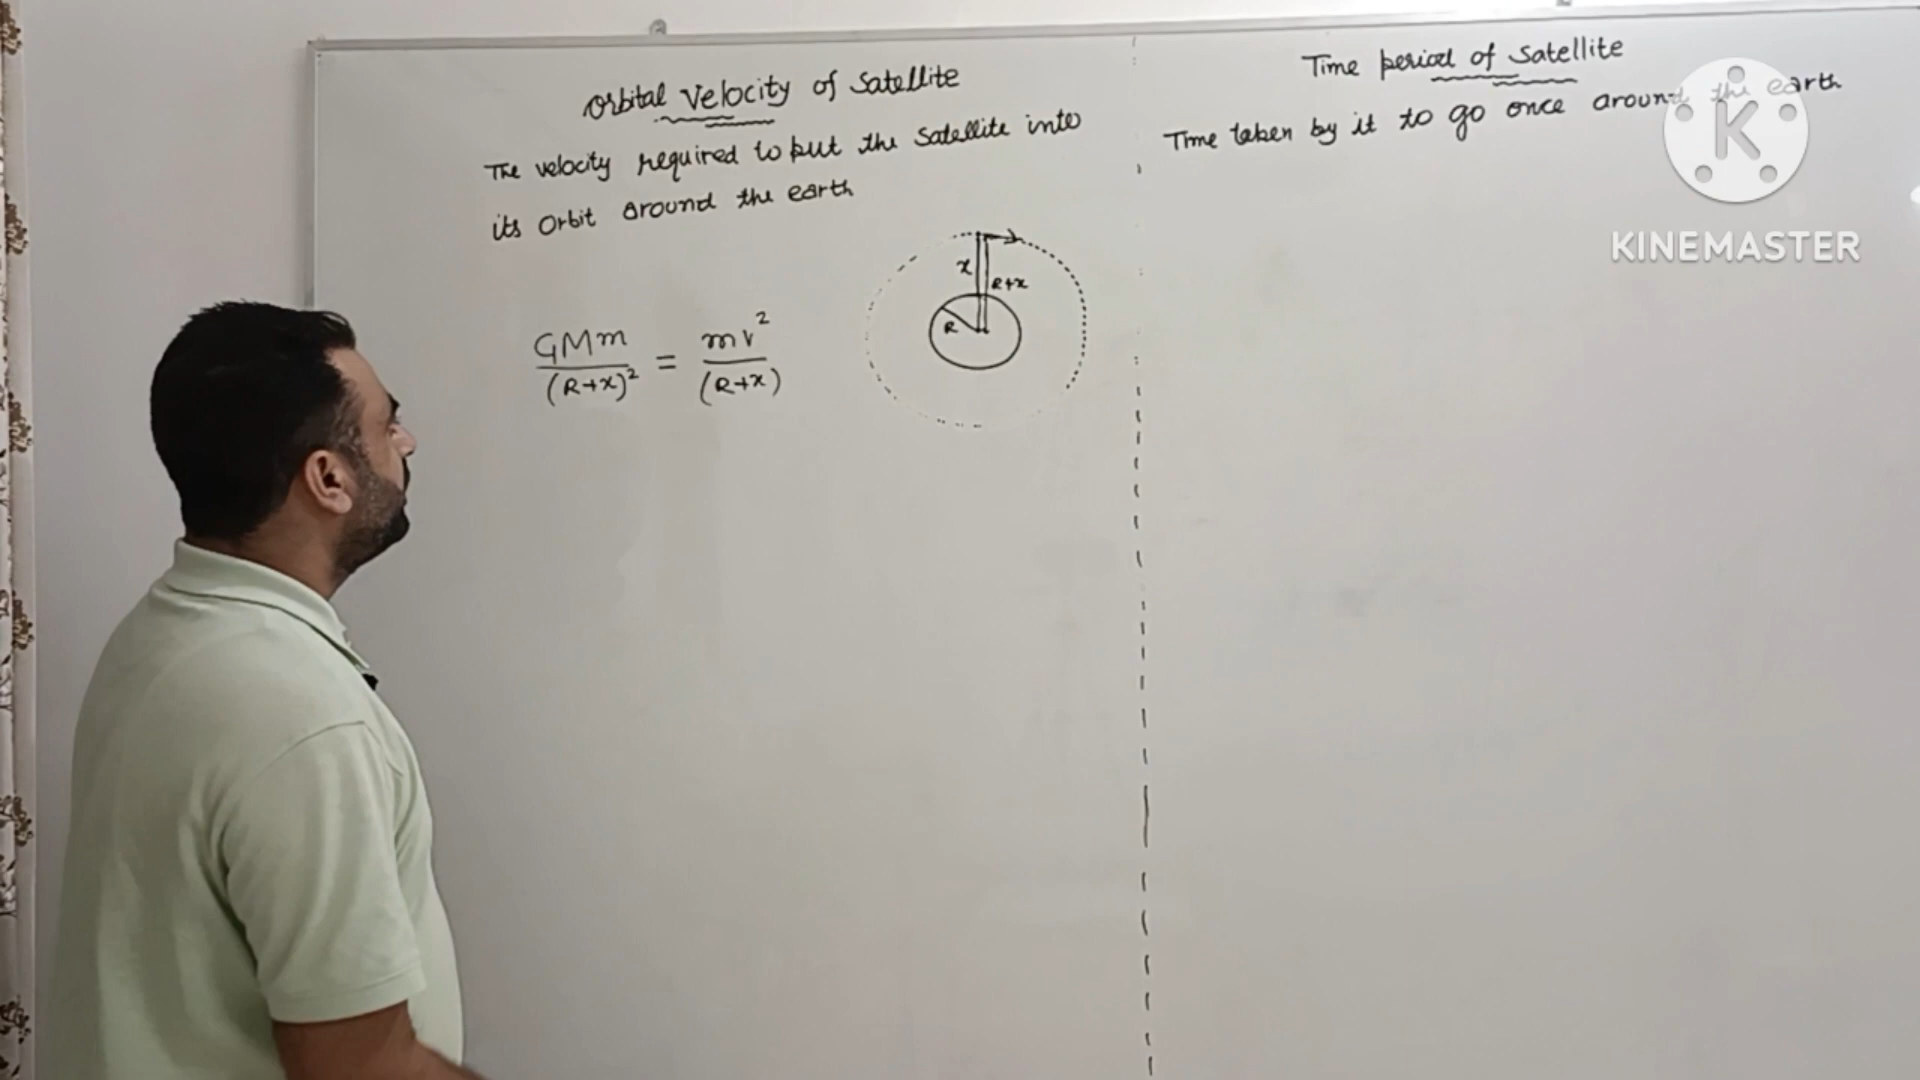 Orbital Velocity of Satellite
The velocity required to put the satellite into
its orbit around the earth
x
R+x
R
GMm/(R+x)² = mv²/(R+x)
Time period of Satellite
Time taken by it to go once around the earth
K
KINEMASTER